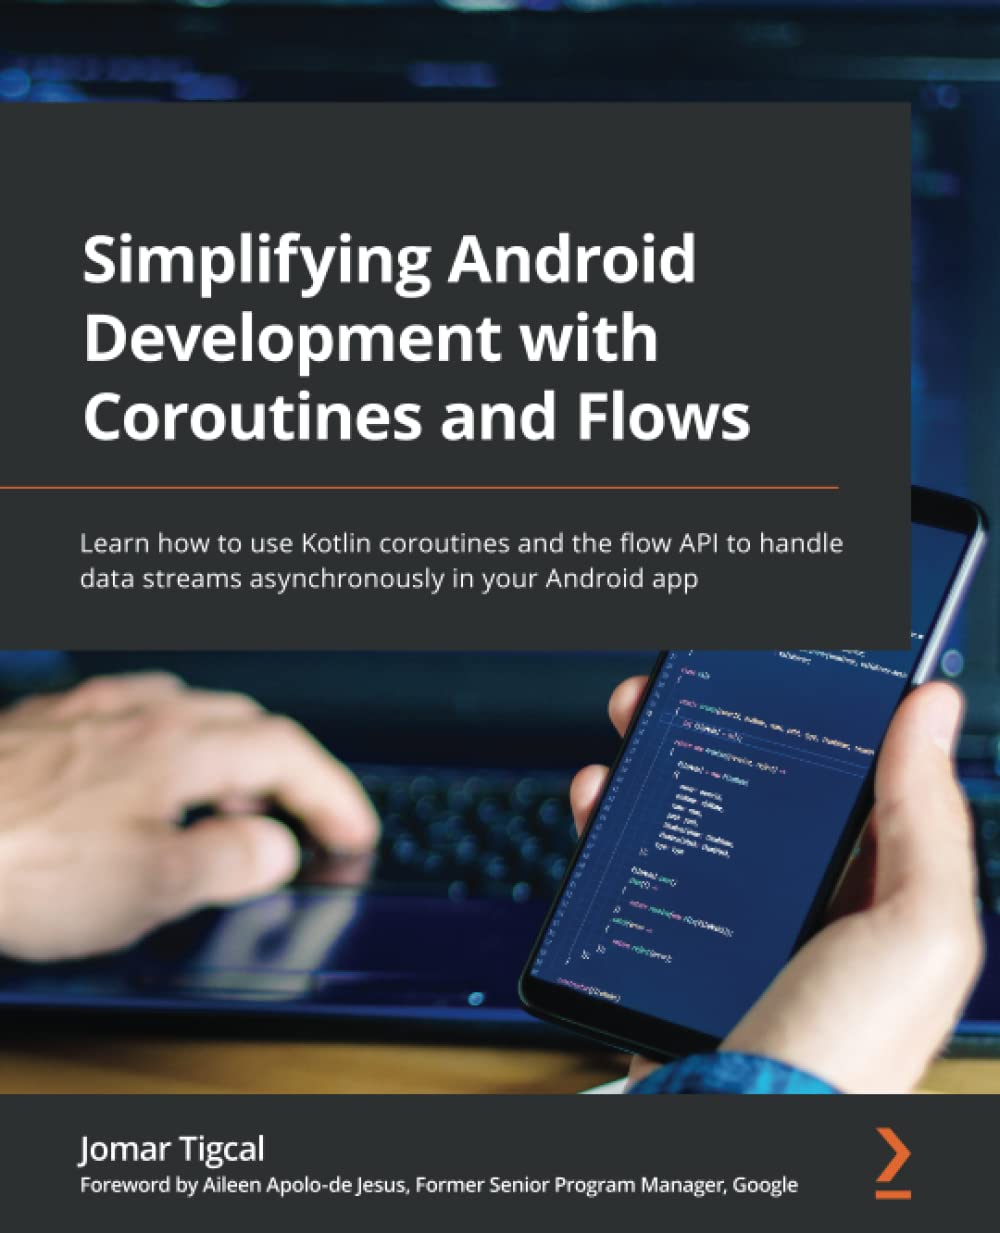 Simplifying Android
Development with
Coroutines and Flows
Learn how to use Kotlin coroutines and the flow API to handle
data streams asynchronously in your Android app
Jomar Tigcal
Foreword by Aileen Apolo-de Jesus, Former Senior Program Manager, Google